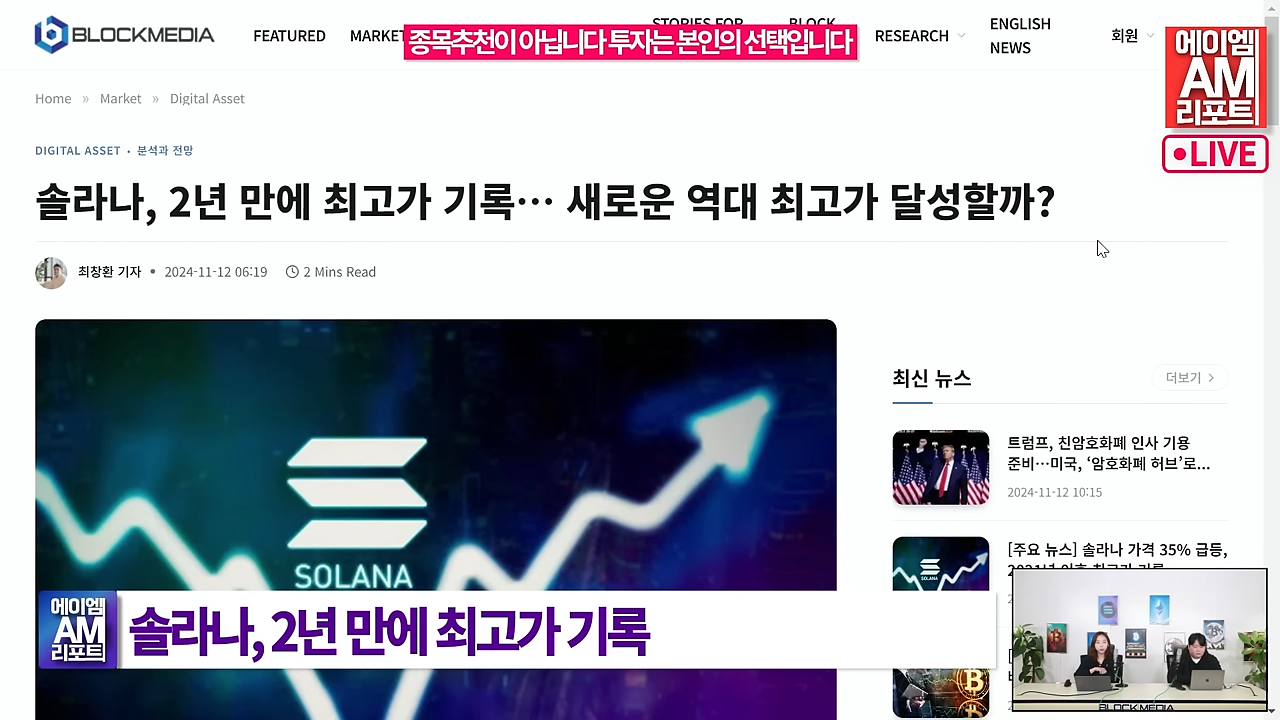 BLOCKMEDIA
FEATURED
MARKET
STORIES FOR
BLOCK
RESEARCH
ENGLISH
NEWS
회원
종목추천이 아닙니다 투자는 본인의 선택입니다
에이엠
AM
리포트
LIVE
Home » Market » Digital Asset
DIGITAL ASSET • 분석과 전망
솔라나, 2년 만에 최고가 기록… 새로운 역대 최고가 달성할까?
최창환 기자 • 2024-11-12 06:19 2 Mins Read
SOLANA
최신 뉴스
더보기
트럼프, 친암호화폐 인사 기용
준비…미국, ‘암호화폐 허브’로...
2024-11-12 10:15
SOLANA
[주요 뉴스] 솔라나 가격 35% 급등,
에이엠
AM
리포트
솔라나, 2년 만에 최고가 기록
BLOCKMEDIA